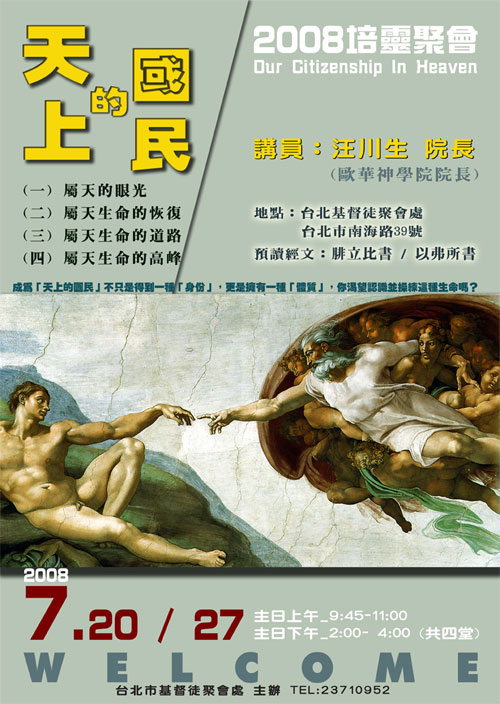 天上的國民
2008培靈聚會
Our Citizenship In Heaven
講員：汪川生 院長
（歐華神學院院長）
（一）屬天的眼光
（二）屬天生命的恢復
（三）屬天生命的道路
（四）屬天生命的高峰
地點：台北基督徒聚會處
台北市南海路39號
預讀經文：腓立比書 / 以弗所書
成為「天上的國民」不只是得到一種「身份」，更是擁有一種「體質」，你渴望認識並操練這種生命嗎？
2008
7.20 / 27
主日上午_9:45-11:00
主日下午_2:00- 4:00（共四堂）
WELCOME
台北市基督徒聚會處 主辦 TEL:23710952